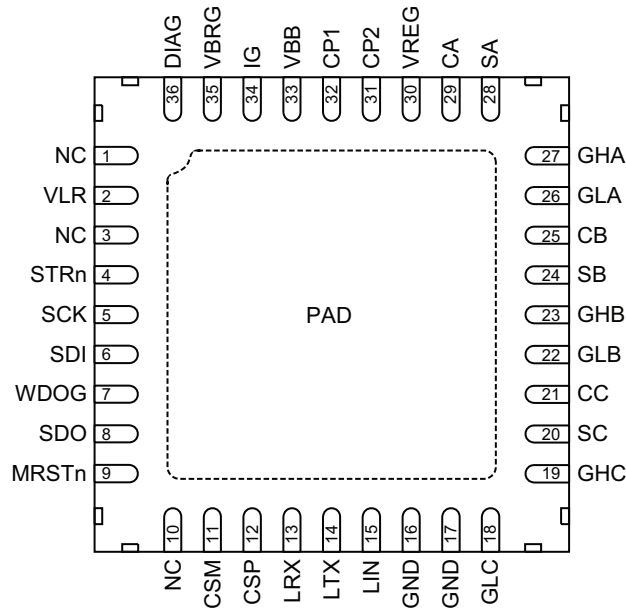 DIAG
VBRG
IG
VBB
CP1
CP2
VREG
CA
SA
36
35
34
33
32
31
30
29
28
NC 1
VLR 2
NC 3
STRn 4
SCK 5
SDI 6
WDOG 7
SDO 8
MRSTn 9
PAD
27 GHA
26 GLA
25 CB
24 SB
23 GHB
22 GLB
21 CC
20 SC
19 GHC
10
11
12
13
14
15
16
17
18
NC
CSM
CSP
LRX
LTX
LIN
GND
GND
GLC